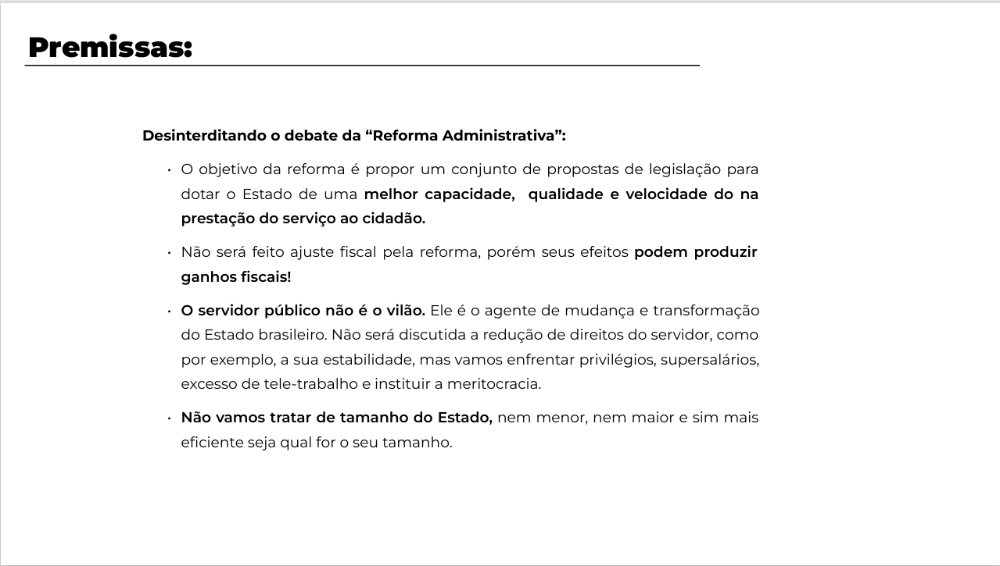 Premissas:
Desinterditando o debate da “Reforma Administrativa”:
• O objetivo da reforma é propor um conjunto de propostas de legislação para
dotar o Estado de uma melhor capacidade,  qualidade e velocidade do na
prestação do serviço ao cidadão.
• Não será feito ajuste fiscal pela reforma, porém seus efeitos podem produzir
ganhos fiscais!
• O servidor público não é o vilão. Ele é o agente de mudança e transformação
do Estado brasileiro. Não será discutida a redução de direitos do servidor, como
por exemplo, a sua estabilidade, mas vamos enfrentar privilégios, supersalários,
excesso de tele-trabalho e instituir a meritocracia.
• Não vamos tratar de tamanho do Estado, nem menor, nem maior e sim mais
eficiente seja qual for o seu tamanho.